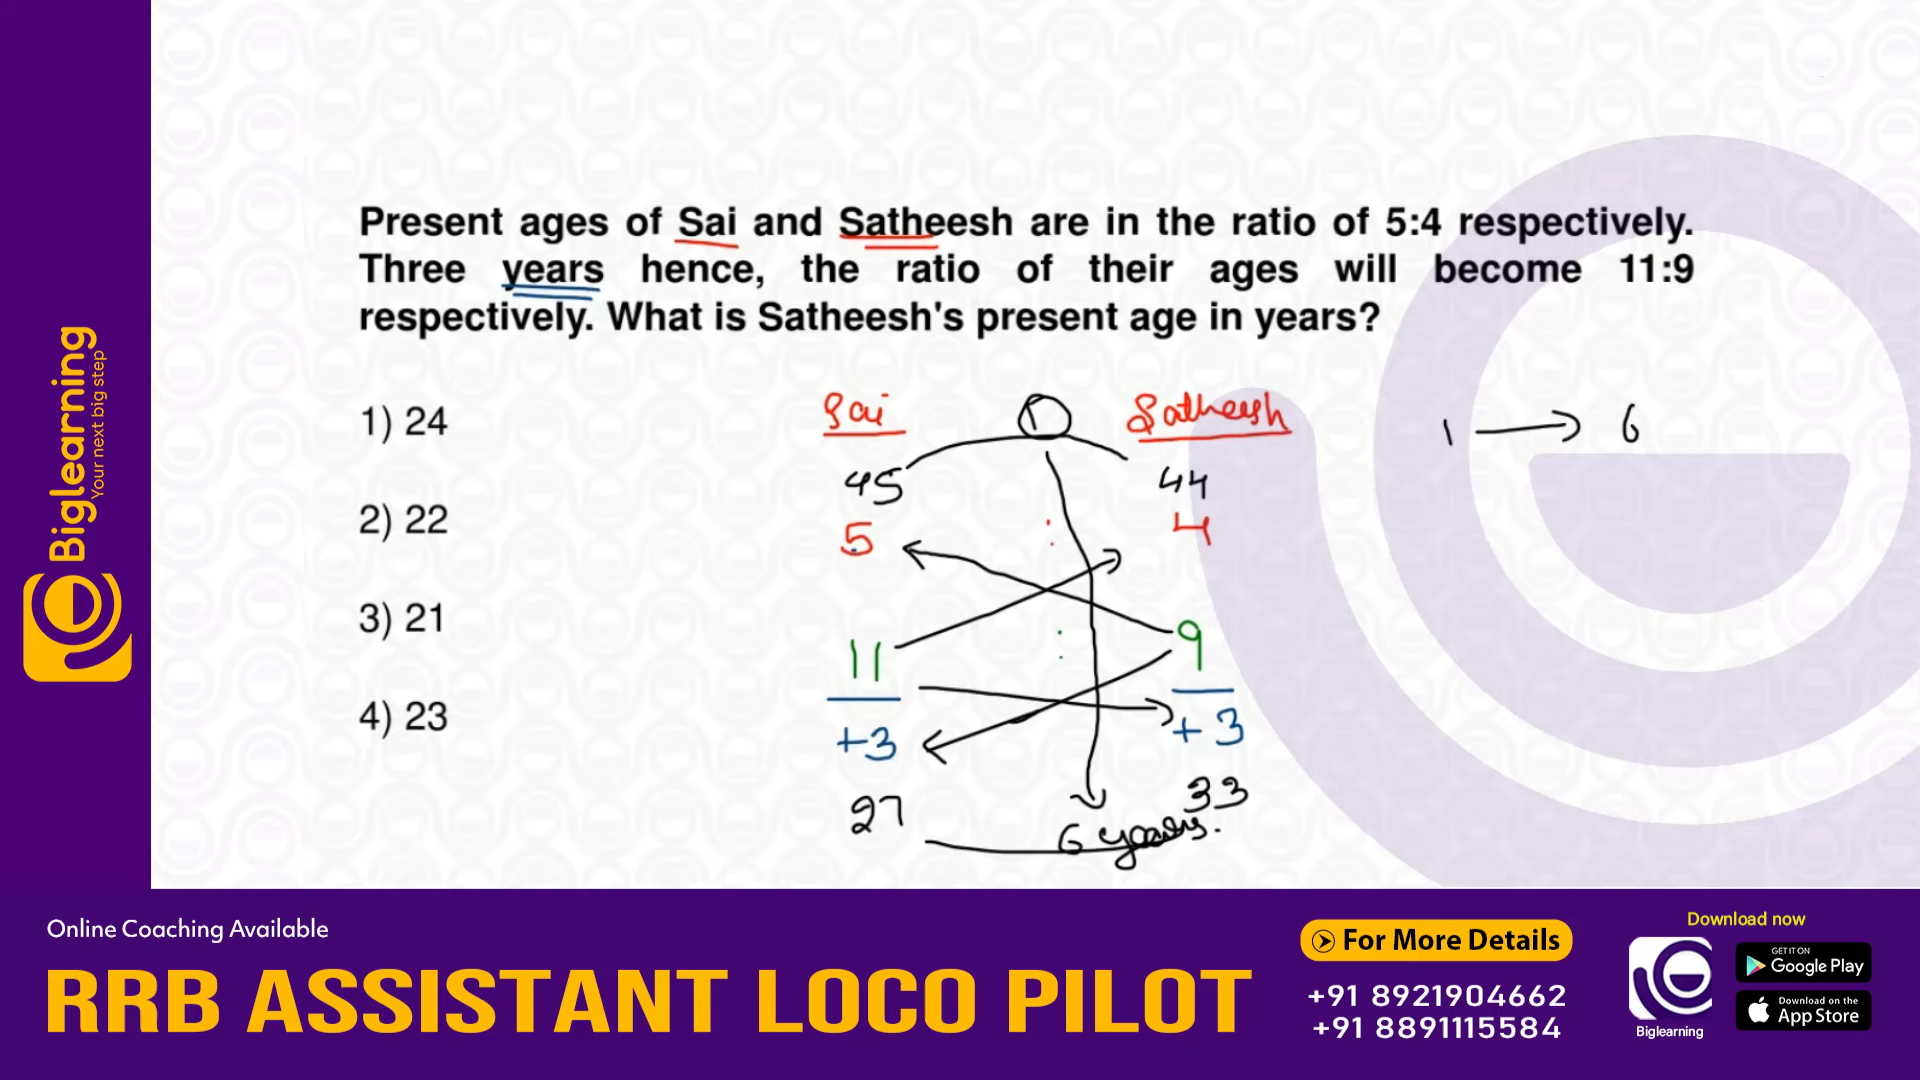 Present ages of Sai and Satheesh are in the ratio of 5:4 respectively.
Three years hence, the ratio of their ages will become 11:9
respectively. What is Satheesh's present age in years?
1) 24
2) 22
3) 21
4) 23
Sai
1
Satheesh
45
44
5 : 4
11 : 9
+3
+3
27
33
6 years.
1 → 6
Biglearning
Your next big step
Online Coaching Available
RRB ASSISTANT LOCO PILOT
For More Details
+91 8921904662
+91 8891115584
Download now
Biglearning
GET IT ON
Google Play
Download on the
App Store